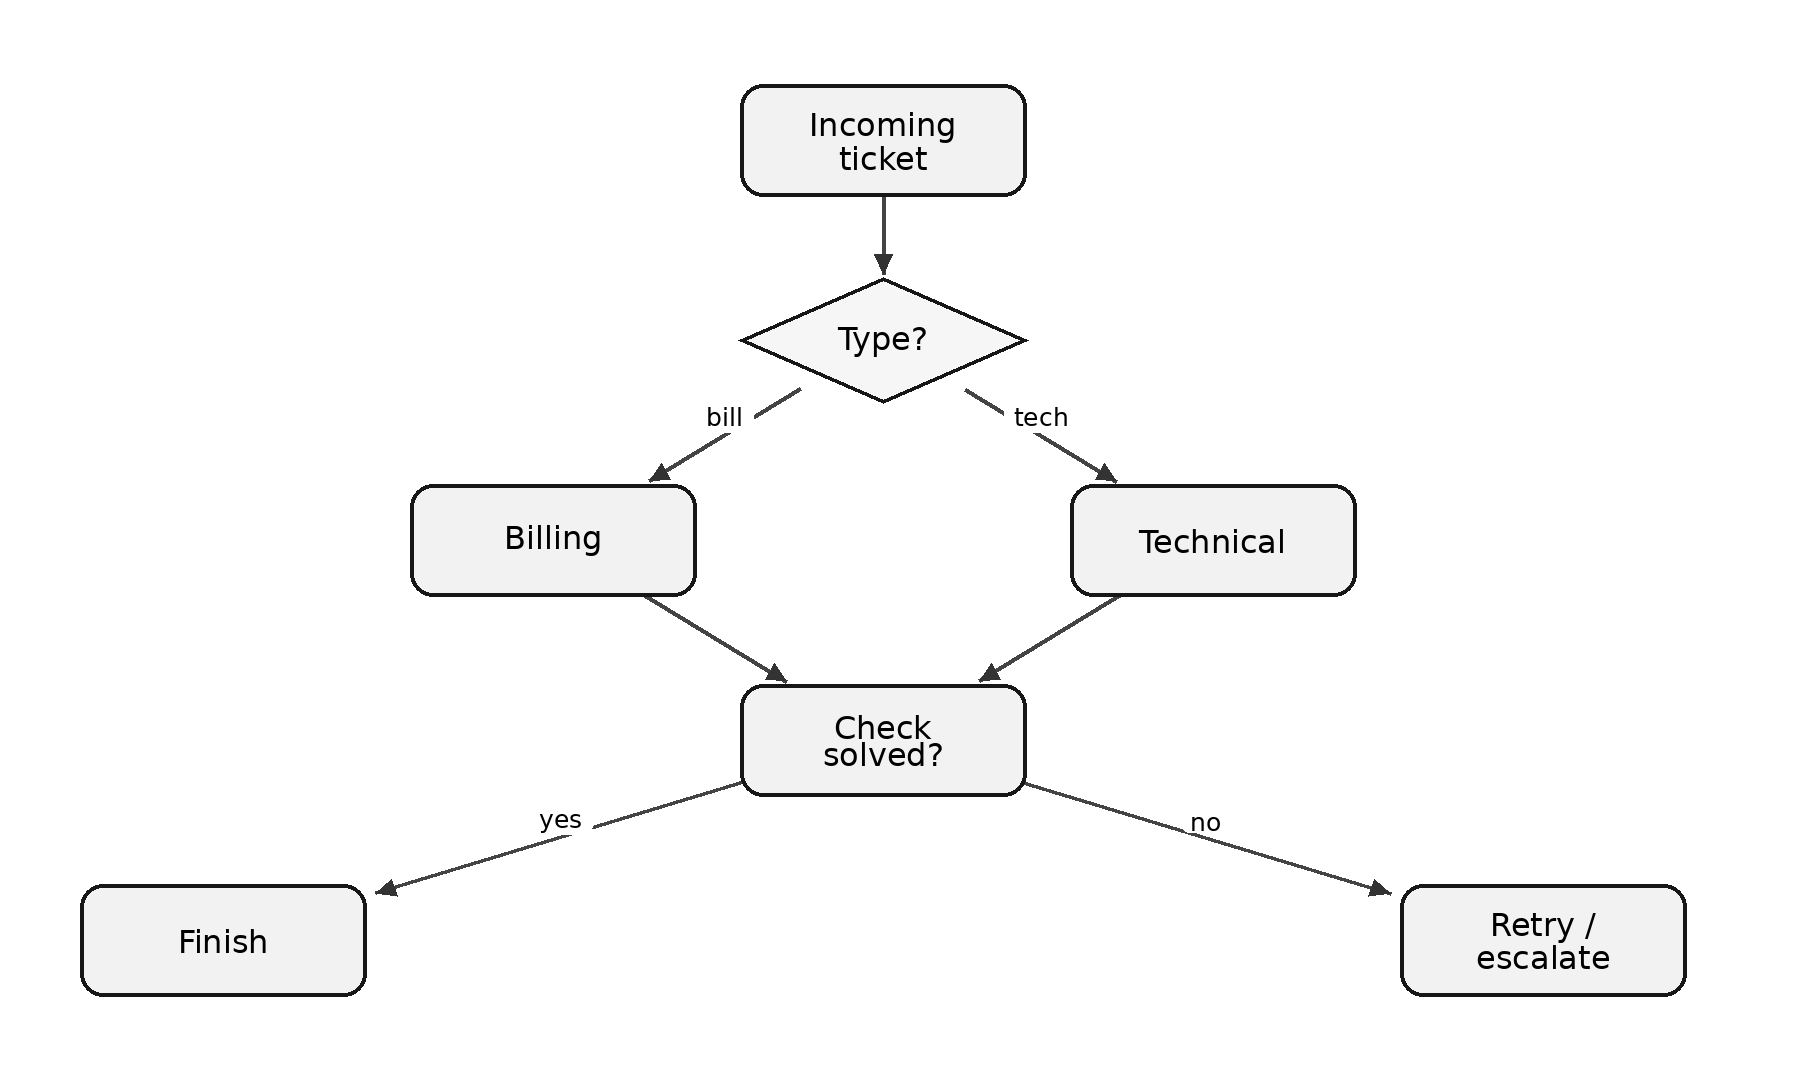 Incoming
ticket
Type?
bill
tech
Billing
Technical
Check
solved?
yes
no
Finish
Retry /
escalate